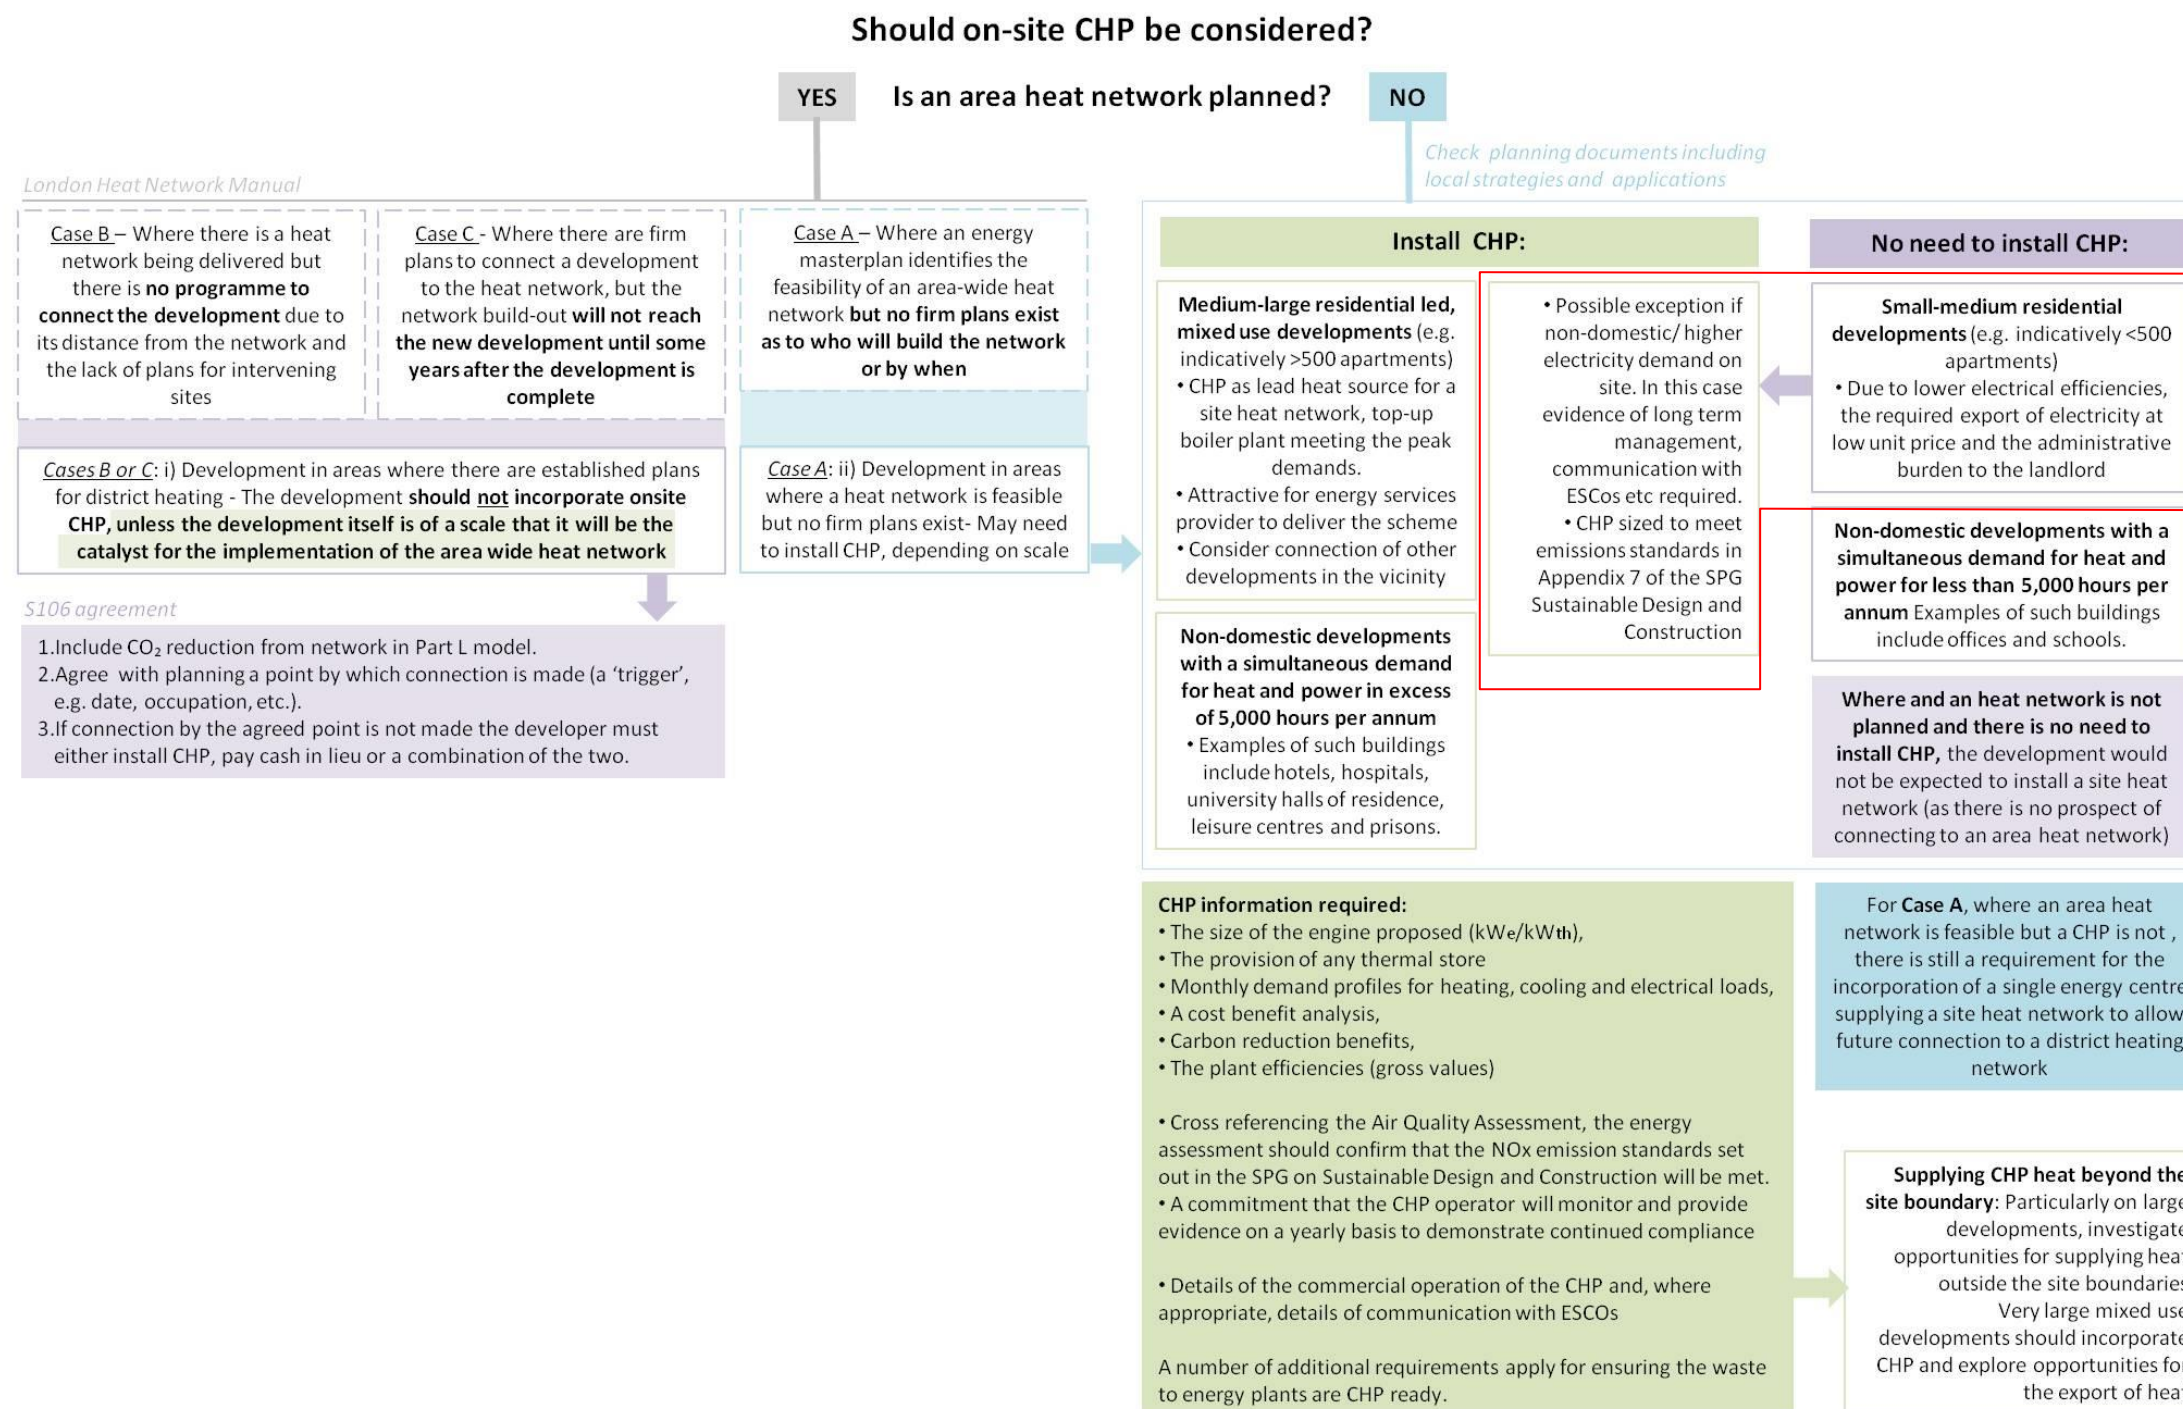 Should on-site CHP be considered?
YES
Is an area heat network planned?
NO
Check planning documents including
local strategies and applications
London Heat Network Manual
Case B – Where there is a heat
network being delivered but
there is no programme to
connect the development due to
its distance from the network and
the lack of plans for intervening
sites
Case C - Where there are firm
plans to connect a development
to the heat network, but the
network build-out will not reach
the new development until some
years after the development is
complete
Case A – Where an energy
masterplan identifies the
feasibility of an area-wide heat
network but no firm plans exist
as to who will build the network
or by when
Cases B or C: i) Development in areas where there are established plans
for district heating - The development should not incorporate onsite
CHP, unless the development itself is of a scale that it will be the
catalyst for the implementation of the area wide heat network
Case A: ii) Development in areas
where a heat network is feasible
but no firm plans exist- May need
to install CHP, depending on scale
S106 agreement
1.Include CO₂ reduction from network in Part L model.
2.Agree with planning a point by which connection is made (a ‘trigger’,
e.g. date, occupation, etc.).
3.If connection by the agreed point is not made the developer must
either install CHP, pay cash in lieu or a combination of the two.
Install CHP:
Medium-large residential led,
mixed use developments (e.g.
indicatively >500 apartments)
• CHP as lead heat source for a
site heat network, top-up
boiler plant meeting the peak
demands.
• Attractive for energy services
provider to deliver the scheme
• Consider connection of other
developments in the vicinity
Non-domestic developments
with a simultaneous demand
for heat and power in excess
of 5,000 hours per annum
• Examples of such buildings
include hotels, hospitals,
university halls of residence,
leisure centres and prisons.
• Possible exception if
non-domestic/ higher
electricity demand on
site. In this case
evidence of long term
management,
communication with
ESCos etc required.
• CHP sized to meet
emissions standards in
Appendix 7 of the SPG
Sustainable Design and
Construction
No need to install CHP:
Small-medium residential
developments (e.g. indicatively <500
apartments)
• Due to lower electrical efficiencies,
the required export of electricity at
low unit price and the administrative
burden to the landlord
Non-domestic developments with a
simultaneous demand for heat and
power for less than 5,000 hours per
annum Examples of such buildings
include offices and schools.
Where and an heat network is not
planned and there is no need to
install CHP, the development would
not be expected to install a site heat
network (as there is no prospect of
connecting to an area heat network)
CHP information required:
• The size of the engine proposed (kWe/kWth),
• The provision of any thermal store
• Monthly demand profiles for heating, cooling and electrical loads,
• A cost benefit analysis,
• Carbon reduction benefits,
• The plant efficiencies (gross values)
• Cross referencing the Air Quality Assessment, the energy
assessment should confirm that the NOx emission standards set
out in the SPG on Sustainable Design and Construction will be met.
• A commitment that the CHP operator will monitor and provide
evidence on a yearly basis to demonstrate continued compliance
• Details of the commercial operation of the CHP and, where
appropriate, details of communication with ESCOs
A number of additional requirements apply for ensuring the waste
to energy plants are CHP ready.
For Case A, where an area heat
network is feasible but a CHP is not ,
there is still a requirement for the
incorporation of a single energy centre
supplying a site heat network to allow
future connection to a district heating
network
Supplying CHP heat beyond the
site boundary: Particularly on large
developments, investigate
opportunities for supplying heat
outside the site boundaries
Very large mixed use
developments should incorporate
CHP and explore opportunities for
the export of heat